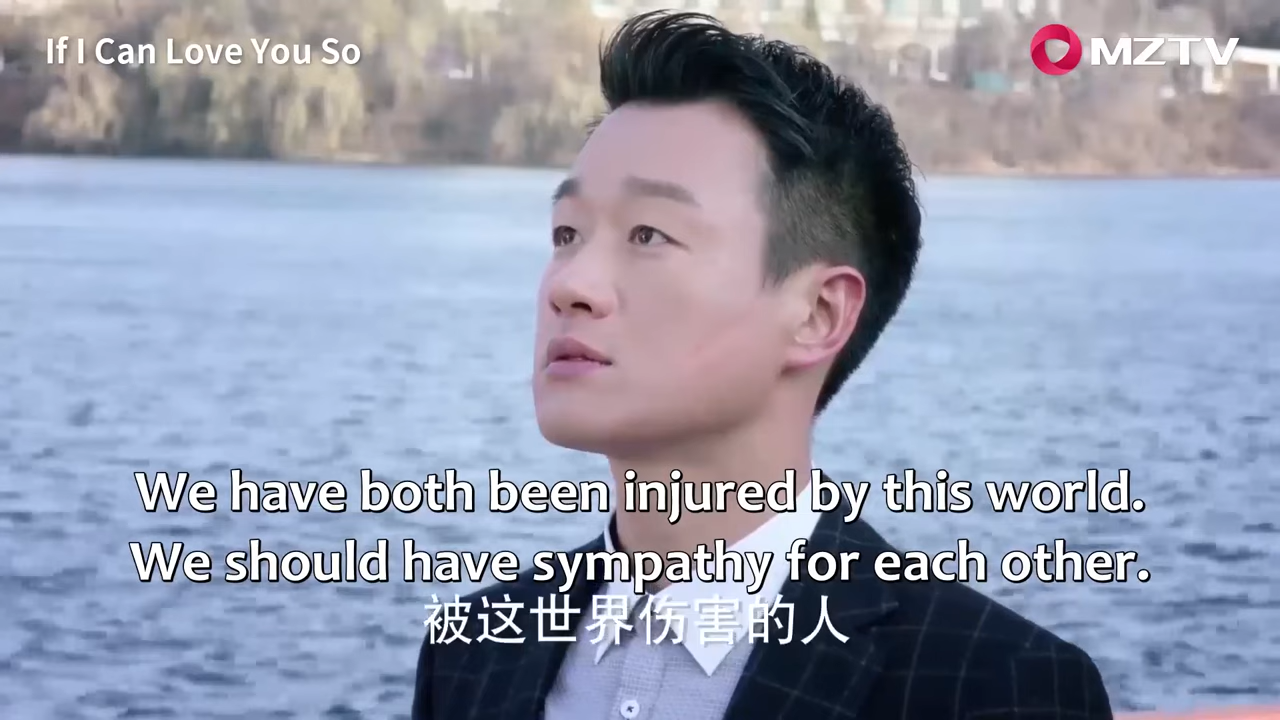 If I Can Love You So
MZTV
We have both been injured by this world.
We should have sympathy for each other.
被这世界伤害的人